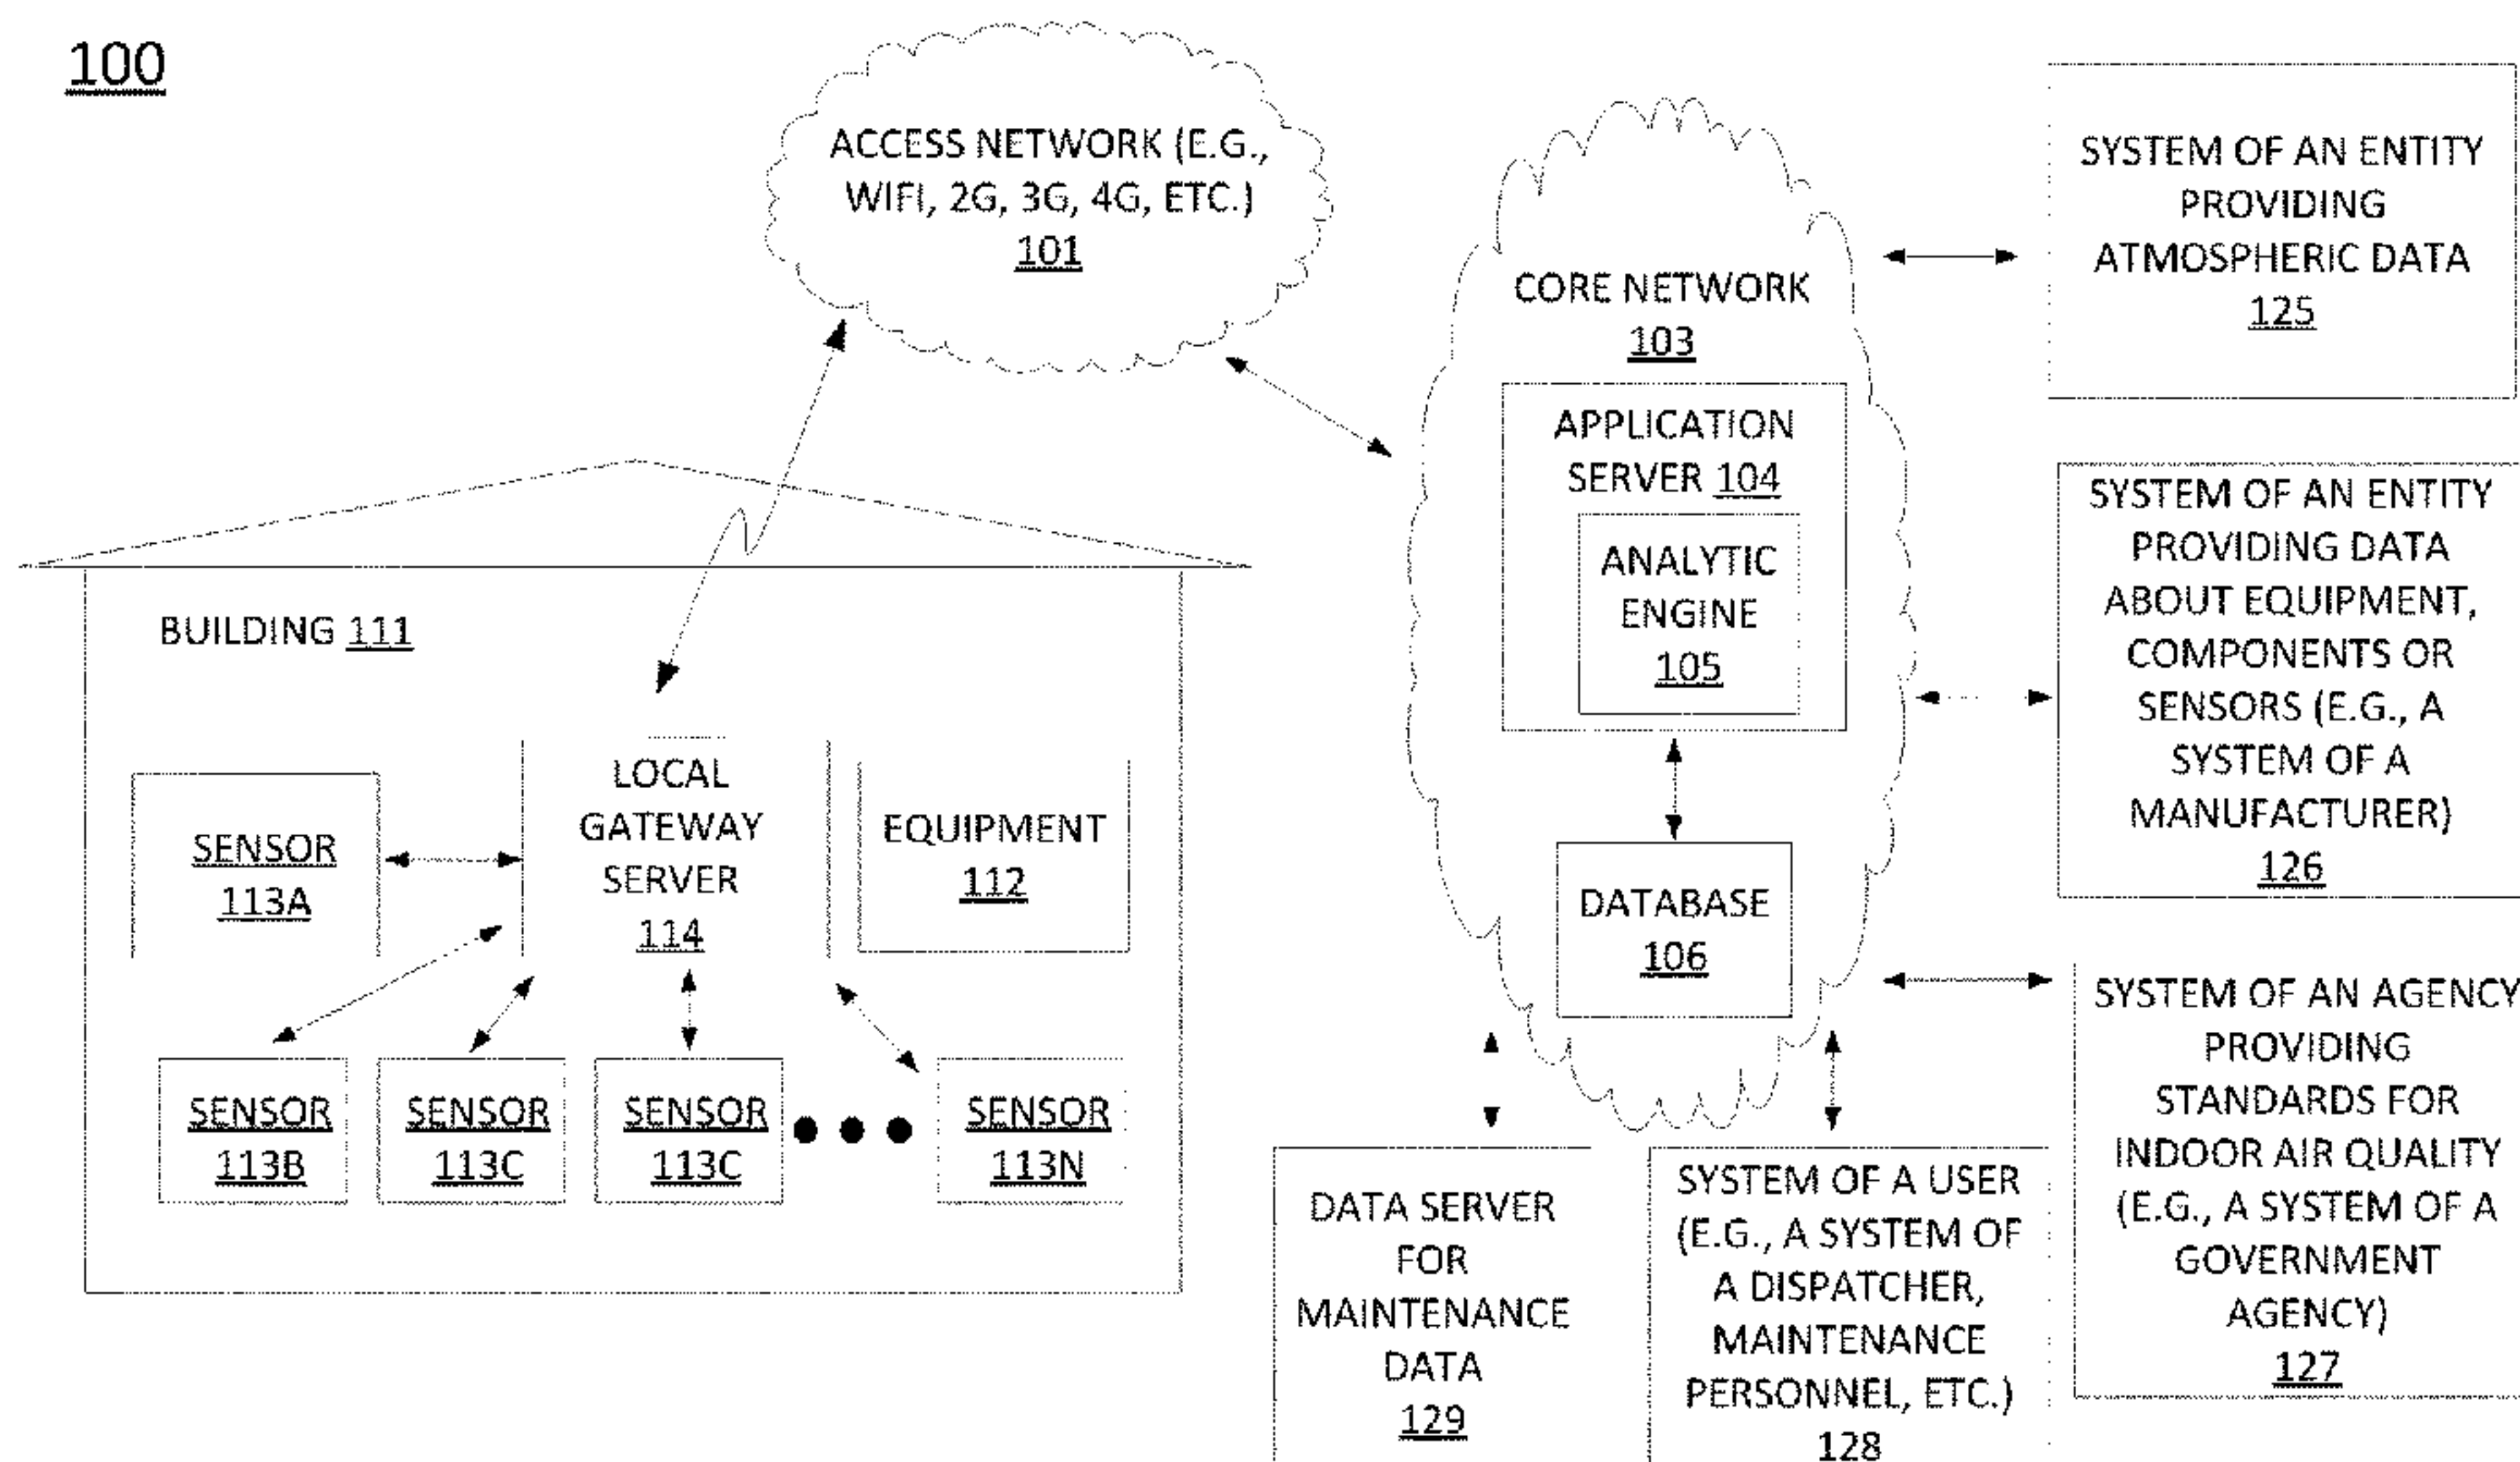 100
ACCESS NETWORK (E.G.,
WIFI, 2G, 3G, 4G, ETC.)
101
CORE NETWORK
103
APPLICATION
SERVER 104
ANALYTIC
ENGINE
105
DATABASE
106
SYSTEM OF AN ENTITY
PROVIDING
ATMOSPHERIC DATA
125
SYSTEM OF AN ENTITY
PROVIDING DATA
ABOUT EQUIPMENT,
COMPONENTS OR
SENSORS (E.G., A
SYSTEM OF A
MANUFACTURER)
126
SYSTEM OF AN AGENCY
PROVIDING
STANDARDS FOR
INDOOR AIR QUALITY
(E.G., A SYSTEM OF A
GOVERNMENT
AGENCY)
127
BUILDING 111
SENSOR
113A
LOCAL
GATEWAY
SERVER
114
EQUIPMENT
112
SENSOR
113B
SENSOR
113C
SENSOR
113C
SENSOR
113N
DATA SERVER
FOR
MAINTENANCE
DATA
129
SYSTEM OF A USER
(E.G., A SYSTEM OF
A DISPATCHER,
MAINTENANCE
PERSONNEL, ETC.)
128